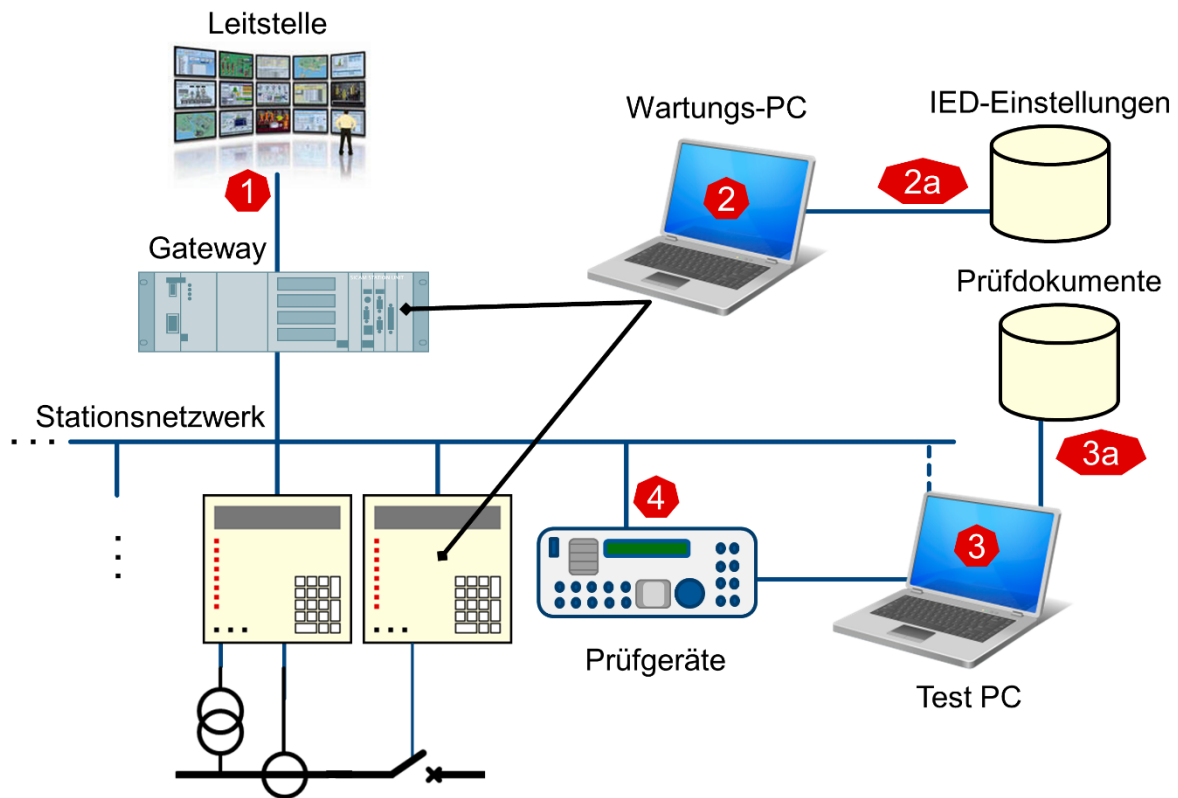 Leitstelle
Wartungs-PC
IED-Einstellungen
1
2
2a
Gateway
Prüfdokumente
Stationsnetzwerk
3a
4
3
Prüfgeräte
Test PC